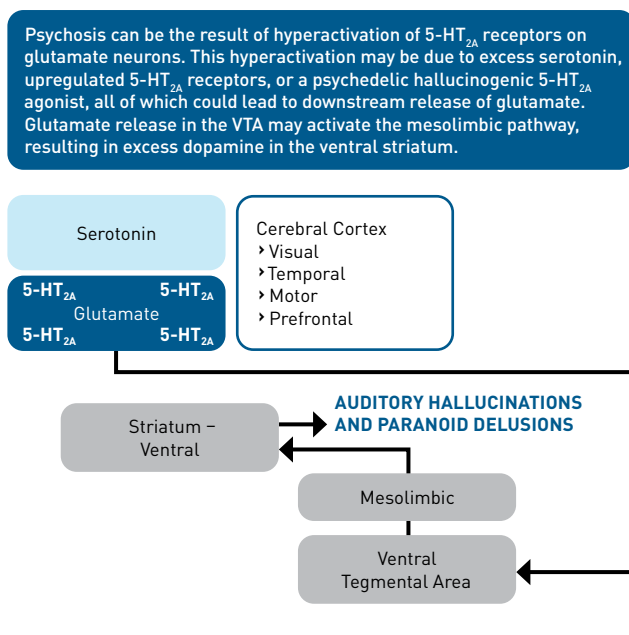 Psychosis can be the result of hyperactivation of 5-HT₂A receptors on
glutamate neurons. This hyperactivation may be due to excess serotonin,
upregulated 5-HT₂A receptors, or a psychedelic hallucinogenic 5-HT₂A
agonist, all of which could lead to downstream release of glutamate.
Glutamate release in the VTA may activate the mesolimbic pathway,
resulting in excess dopamine in the ventral striatum.
Serotonin
5-HT₂A 5-HT₂A
Glutamate
5-HT₂A 5-HT₂A
Cerebral Cortex
› Visual
› Temporal
› Motor
› Prefrontal
Striatum –
Ventral
AUDITORY HALLUCINATIONS
AND PARANOID DELUSIONS
Mesolimbic
Ventral
Tegmental Area